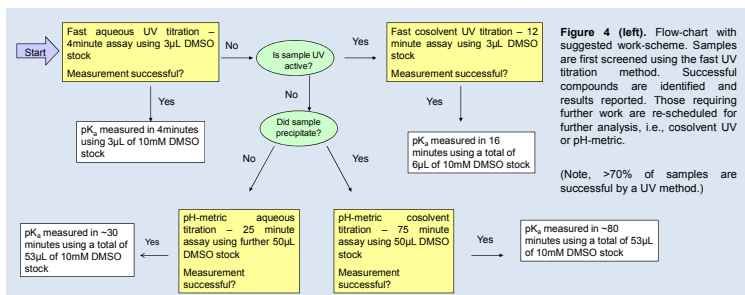 Start
Fast aqueous UV titration –
4minute assay using 3µL DMSO
stock
Measurement successful?
No
Is sample UV
active?
Yes
Fast cosolvent UV titration - 12
minute assay using 3µL DMSO
stock
Measurement successful?
Yes
pKa measured in 4minutes
using 3µL of 10mM DMSO
stock
No
Did sample
precipitate?
Yes
pKa measured in 16
minutes using a total of
6µL of 10mM DMSO
stock
No
Yes
pH-metric aqueous
titration – 25 minute
assay using further 50µL
DMSO stock
Measurement
successful?
Yes
pKa measured in ~30
minutes using a total of
53µL of 10mM DMSO
stock
pH-metric cosolvent
titration – 75 minute
assay using 50µL DMSO
stock
Measurement
successful?
Yes
pKa measured in ~80
minutes using a total of 53µL
of 10mM DMSO stock
Figure 4 (left). Flow-chart with
suggested work-scheme. Samples
are first screened using the fast UV
titration method. Successful
compounds are identified and
results reported. Those requiring
further work are re-scheduled for
further analysis, i.e., cosolvent UV
or pH-metric.
(Note, >70% of samples are
successful by a UV method.)